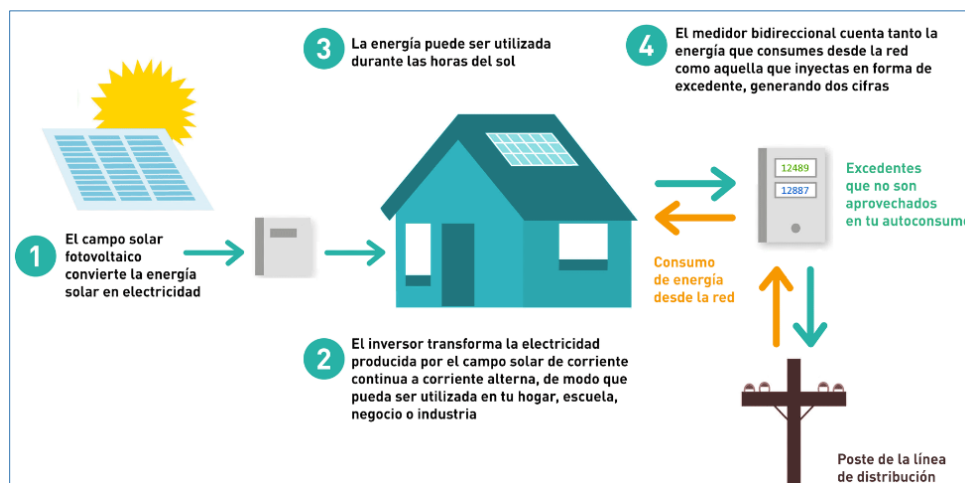 1
El campo solar
fotovoltaico
convierte la energía
solar en electricidad
2
El inversor transforma la electricidad
producida por el campo solar de corriente
continua a corriente alterna, de modo que
pueda ser utilizada en tu hogar, escuela,
negocio o industria
3
La energía puede ser utilizada
durante las horas del sol
4
El medidor bidireccional cuenta tanto la
energía que consumes desde la red
como aquella que inyectas en forma de
excedente, generando dos cifras
12489
12887
Excedentes
que no son
aprovechados
en tu autoconsumo
Consumo
de energía
desde la red
Poste de la línea
de distribución